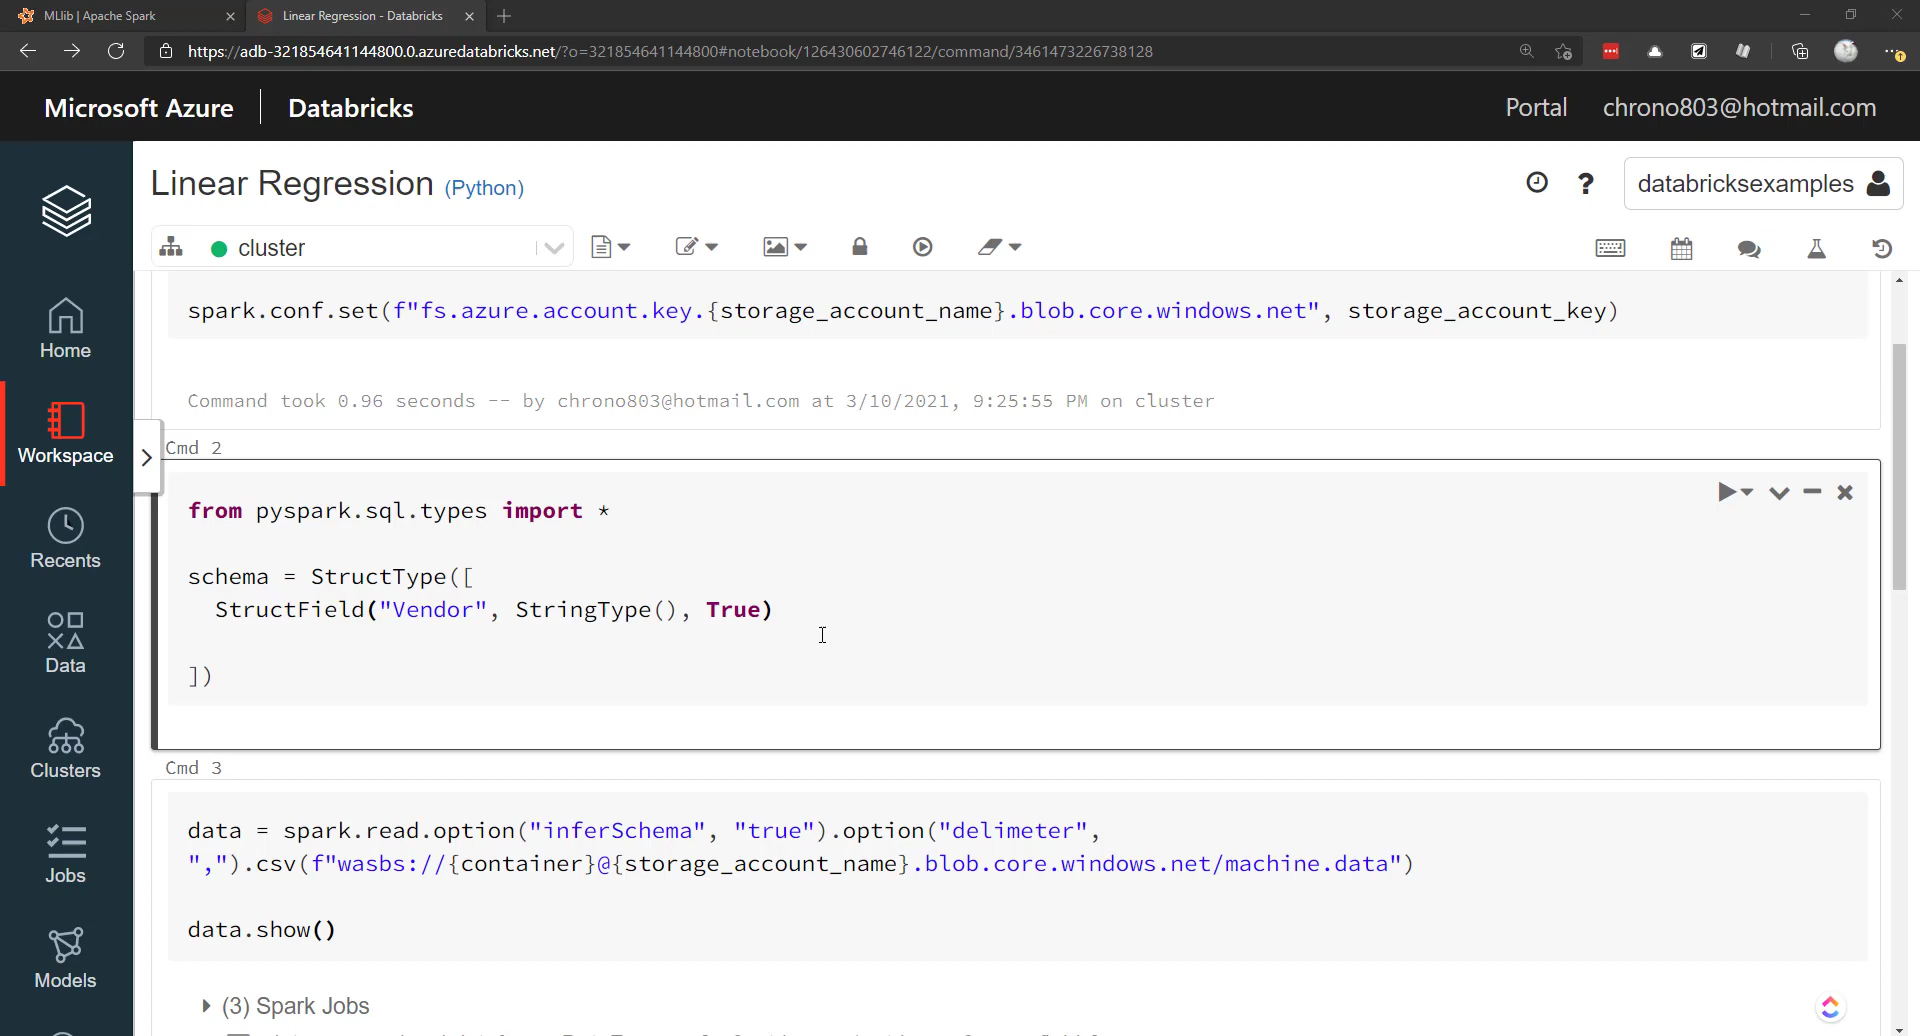 MLlib | Apache Spark
Linear Regression - Databricks
https://adb-321854641144800.0.azuredatabricks.net/?o=321854641144800#notebook/126430602746122/command/3461473226738128
Microsoft Azure | Databricks
Portal chrono803@hotmail.com
Linear Regression (Python)
? databricksexamples
cluster
Home
Workspace
Recents
Data
Clusters
Jobs
Models
spark.conf.set(f"fs.azure.account.key.{storage_account_name}.blob.core.windows.net", storage_account_key)
Command took 0.96 seconds -- by chrono803@hotmail.com at 3/10/2021, 9:25:55 PM on cluster
Cmd 2
from pyspark.sql.types import *
schema = StructType([
StructField("Vendor", StringType(), True)
])
Cmd 3
data = spark.read.option("inferSchema", "true").option("delimeter",
",").csv(f"wasbs://{container}@{storage_account_name}.blob.core.windows.net/machine.data")
data.show()
(3) Spark Jobs